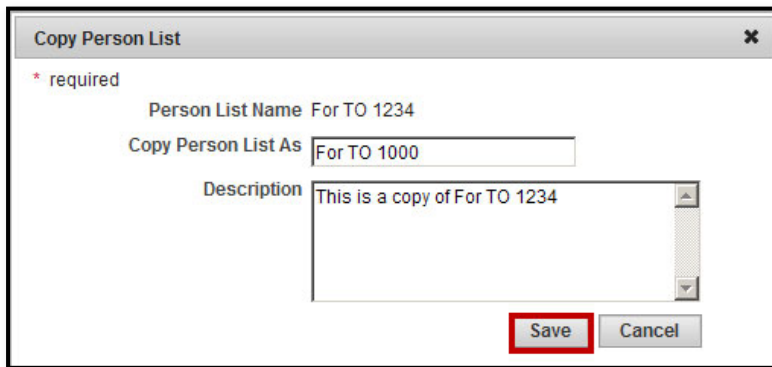 Copy Person List
* required
Person List Name For TO 1234
Copy Person List As For TO 1000
Description This is a copy of For TO 1234
Save Cancel